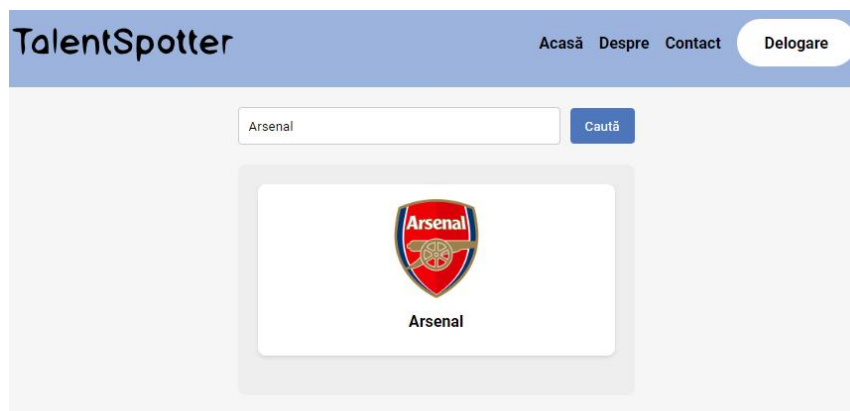 TalentSpotter
Acasă Despre Contact Delogare
Arsenal Caută
Arsenal
Arsenal